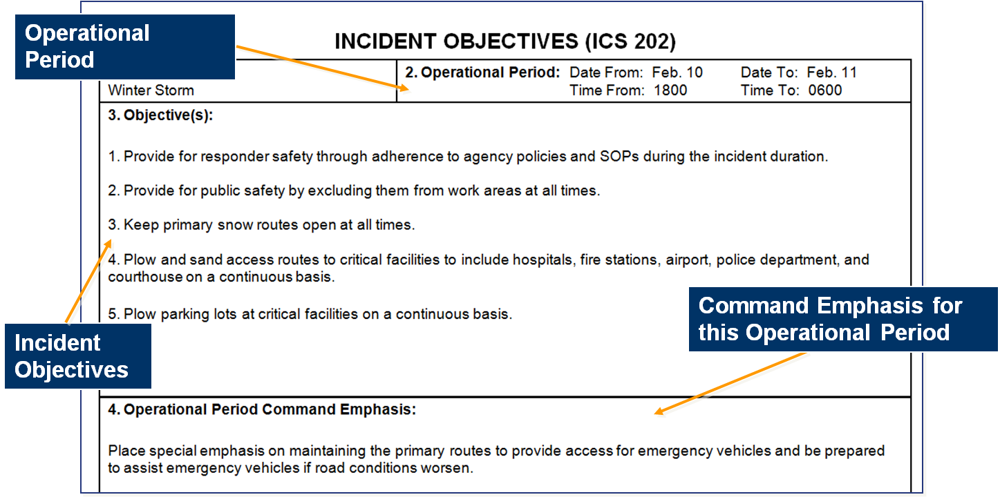 Operational
Period
INCIDENT OBJECTIVES (ICS 202)
Winter Storm
2. Operational Period: Date From: Feb. 10 Date To: Feb. 11
Time From: 1800 Time To: 0600
3. Objective(s):
1. Provide for responder safety through adherence to agency policies and SOPs during the incident duration.
2. Provide for public safety by excluding them from work areas at all times.
3. Keep primary snow routes open at all times.
4. Plow and sand access routes to critical facilities to include hospitals, fire stations, airport, police department, and
courthouse on a continuous basis.
5. Plow parking lots at critical facilities on a continuous basis.
Incident
Objectives
Command Emphasis for
this Operational Period
4. Operational Period Command Emphasis:
Place special emphasis on maintaining the primary routes to provide access for emergency vehicles and be prepared
to assist emergency vehicles if road conditions worsen.